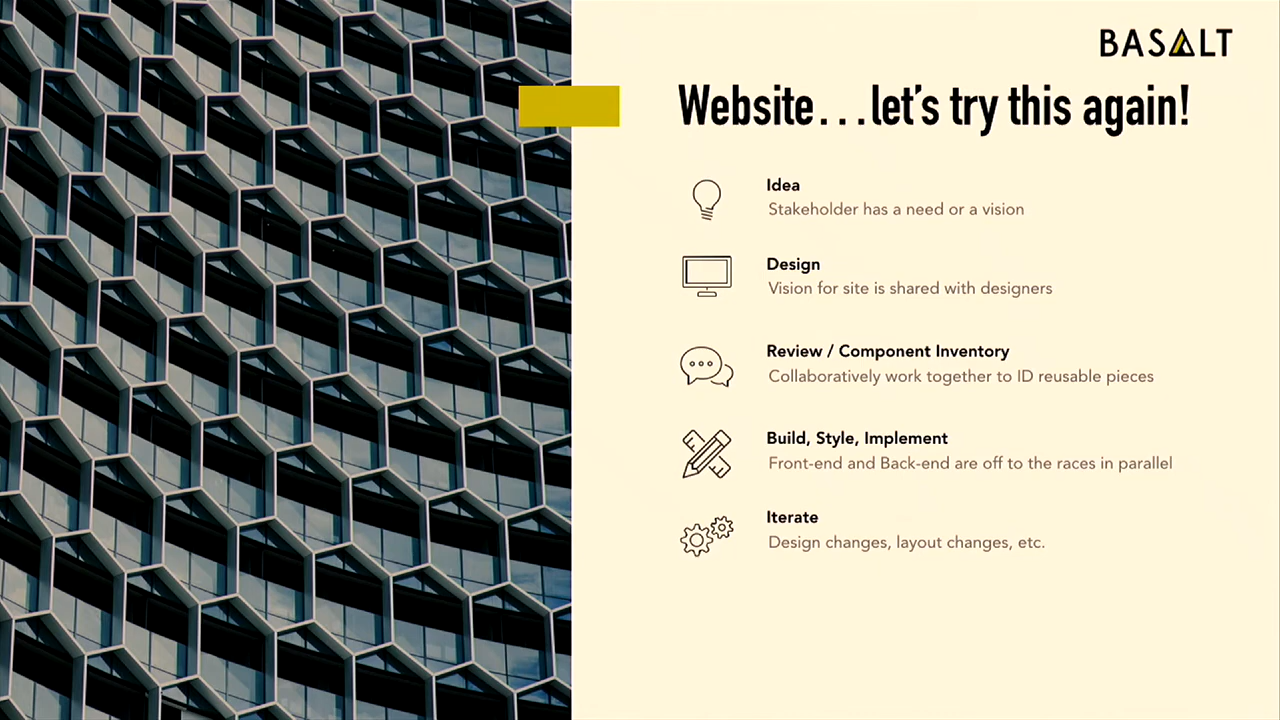 BASALT
Website...let's try this again!
Idea
Stakeholder has a need or a vision
Design
Vision for site is shared with designers
Review / Component Inventory
Collaboratively work together to ID reusable pieces
Build, Style, Implement
Front-end and Back-end are off to the races in parallel
Iterate
Design changes, layout changes, etc.